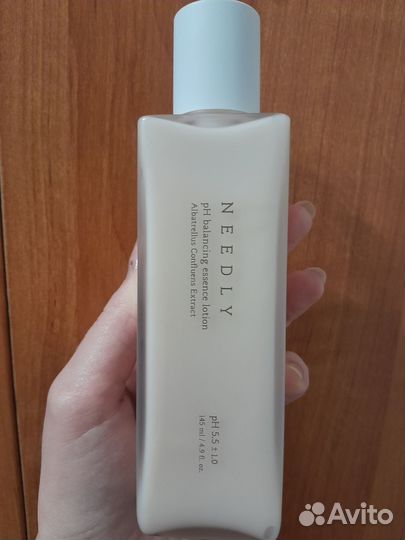 NEEDLY
pH balancing essence lotion
Albatrellus Confluens Extract
pH 5.5 ± 1.0
145 ml / 4.9 fl. oz.
Avito